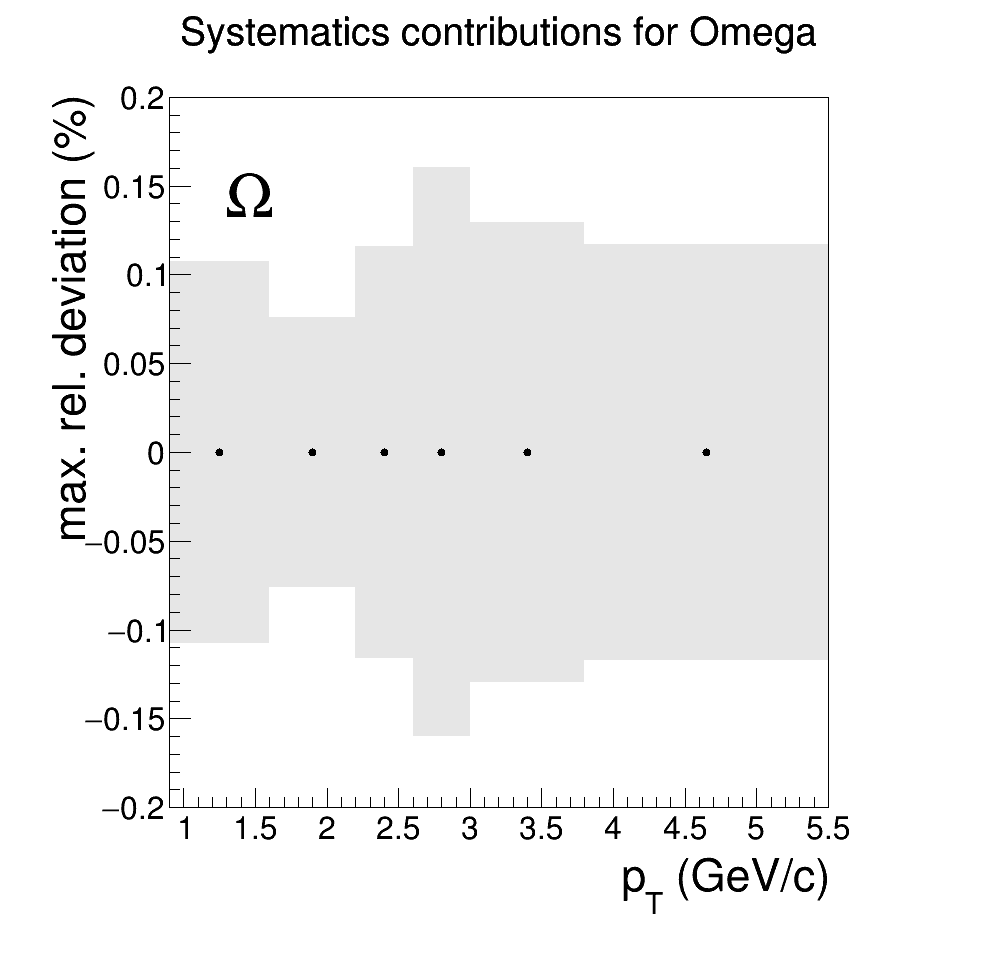 Systematics contributions for Omega
max. rel. deviation (%)
0.2
0.15
0.1
0.05
0
−0.05
−0.1
−0.15
−0.2
Ω
1 1.5 2 2.5 3 3.5 4 4.5 5 5.5
p_T (GeV/c)